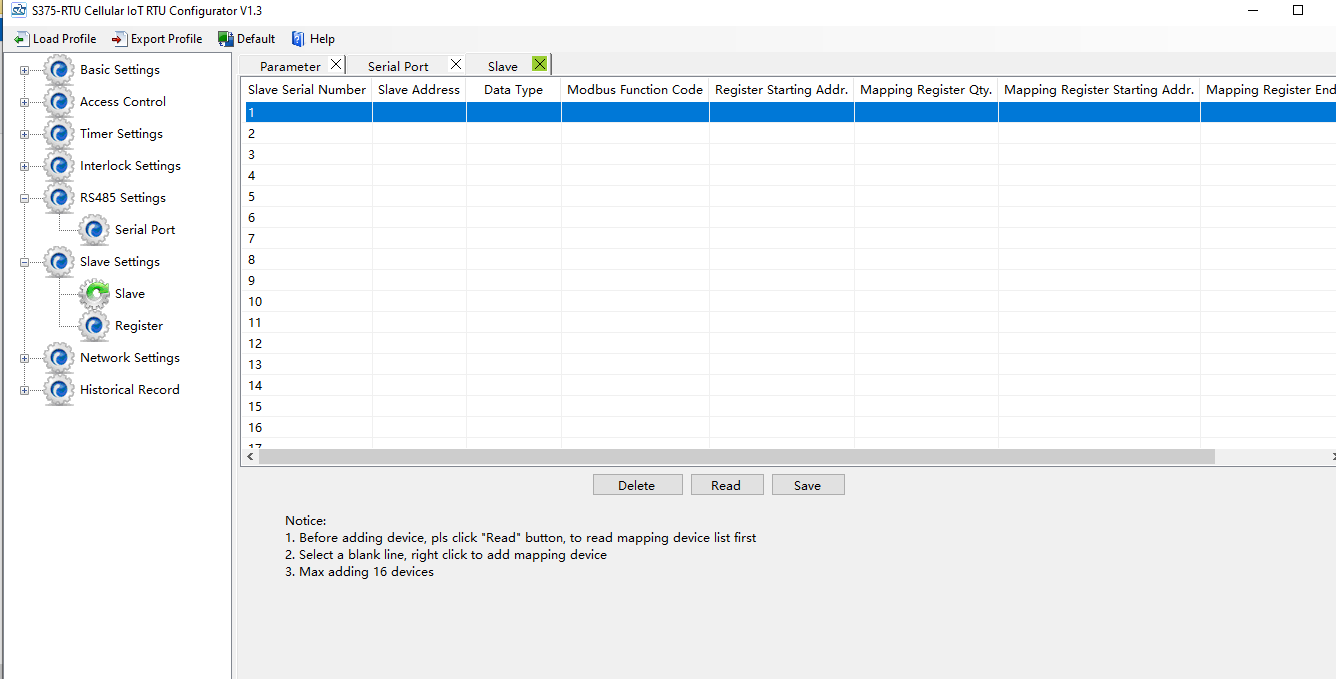 S375-RTU Cellular IoT RTU Configurator V1.3
Load Profile Export Profile Default Help
Basic Settings
Access Control
Timer Settings
Interlock Settings
RS485 Settings
Serial Port
Slave Settings
Slave
Register
Network Settings
Historical Record
Parameter Serial Port Slave
Slave Serial Number Slave Address Data Type Modbus Function Code Register Starting Addr. Mapping Register Qty. Mapping Register Starting Addr. Mapping Register End
1
2
3
4
5
6
7
8
9
10
11
12
13
14
15
16
17
Delete Read Save
Notice:
1. Before adding device, pls click "Read" button, to read mapping device list first
2. Select a blank line, right click to add mapping device
3. Max adding 16 devices